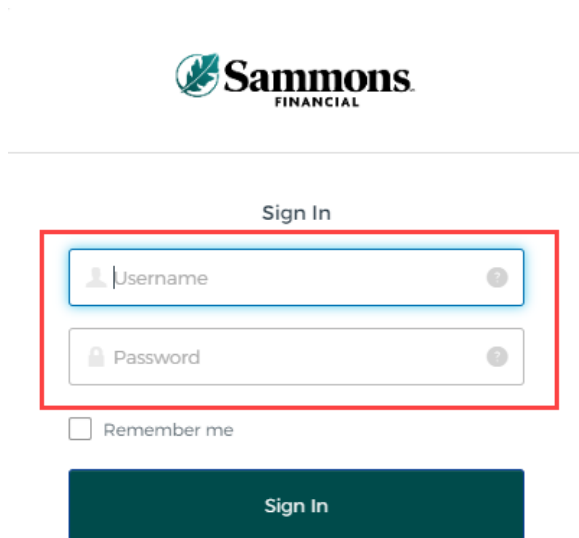 Sammons
FINANCIAL
Sign In
Username
Password
Remember me
Sign In